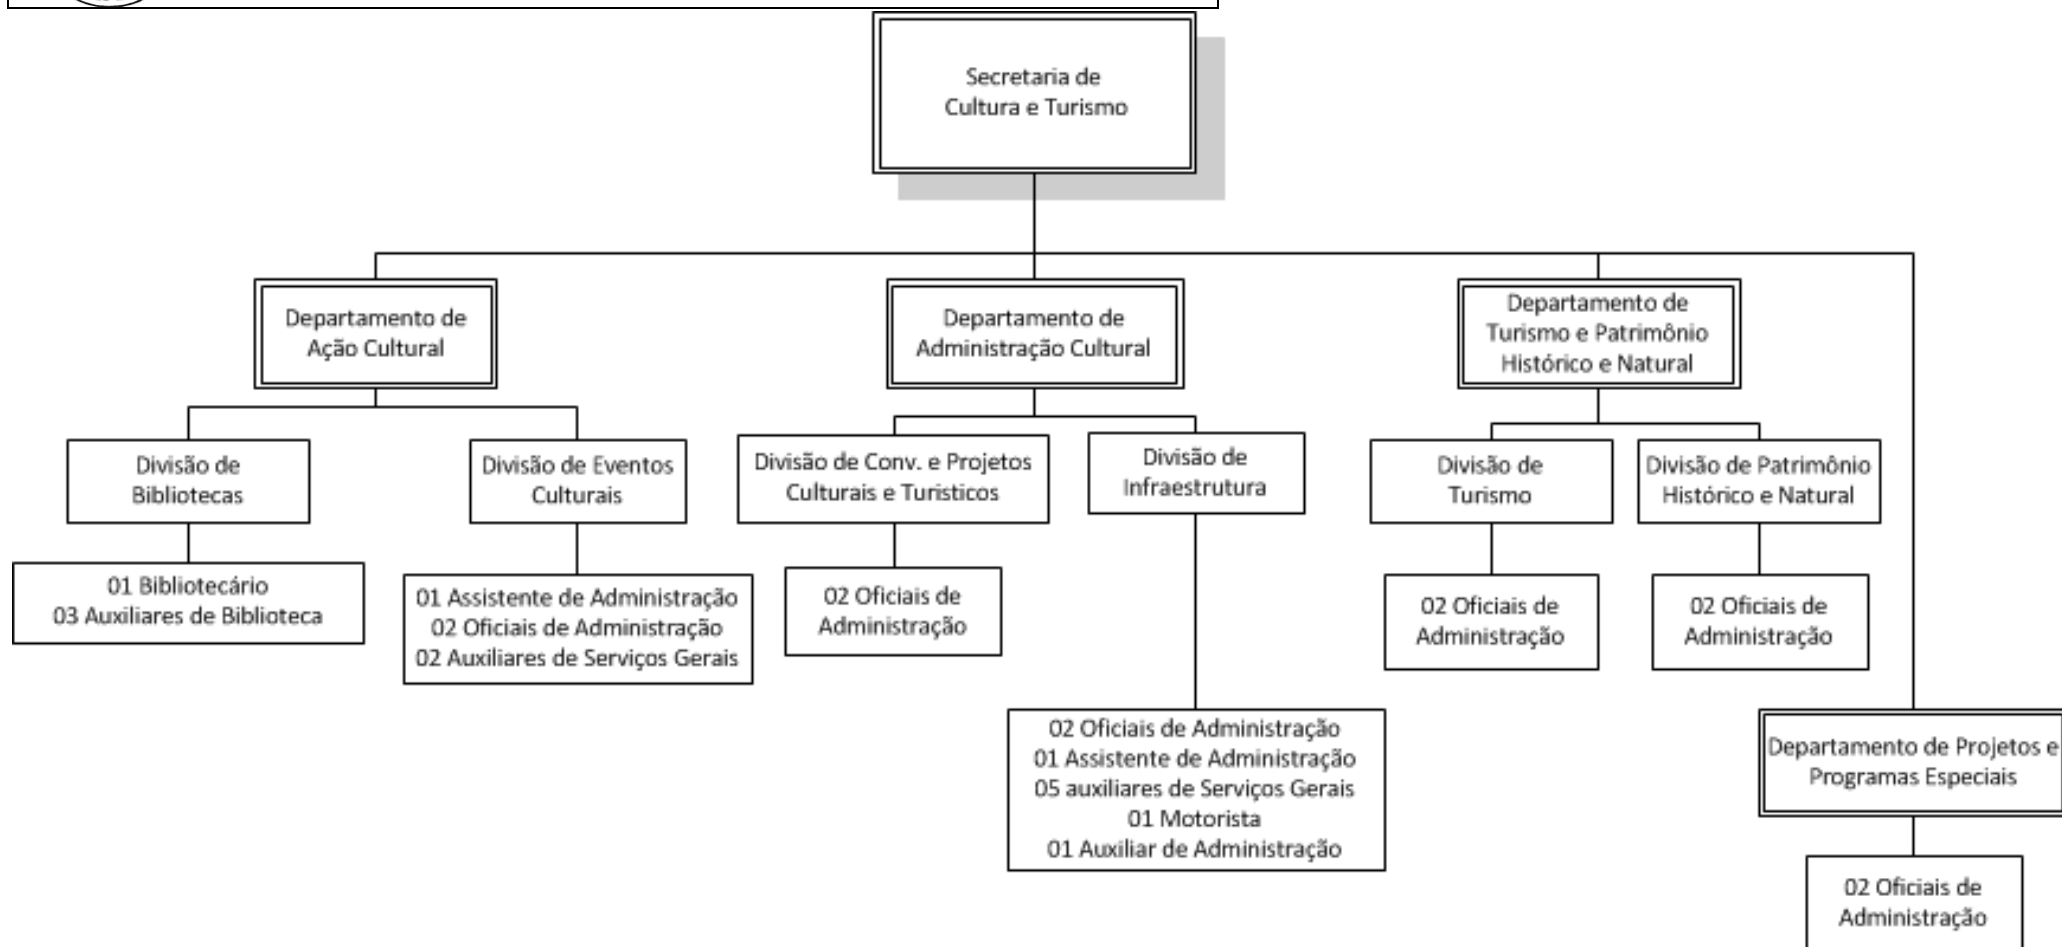 Secretaria de
Cultura e Turismo
Departamento de
Ação Cultural
Departamento de
Administração Cultural
Departamento de
Turismo e Patrimônio
Histórico e Natural
Divisão de
Bibliotecas
Divisão de Eventos
Culturais
Divisão de Conv. e Projetos
Culturais e Turisticos
Divisão de
Infraestrutura
Divisão de
Turismo
Divisão de Patrimônio
Histórico e Natural
01 Bibliotecário
03 Auxiliares de Biblioteca
01 Assistente de Administração
02 Oficiais de Administração
02 Auxiliares de Serviços Gerais
02 Oficiais de
Administração
02 Oficiais de
Administração
02 Oficiais de
Administração
02 Oficiais de Administração
01 Assistente de Administração
05 auxiliares de Serviços Gerais
01 Motorista
01 Auxiliar de Administração
Departamento de Projetos e
Programas Especiais
02 Oficiais de
Administração